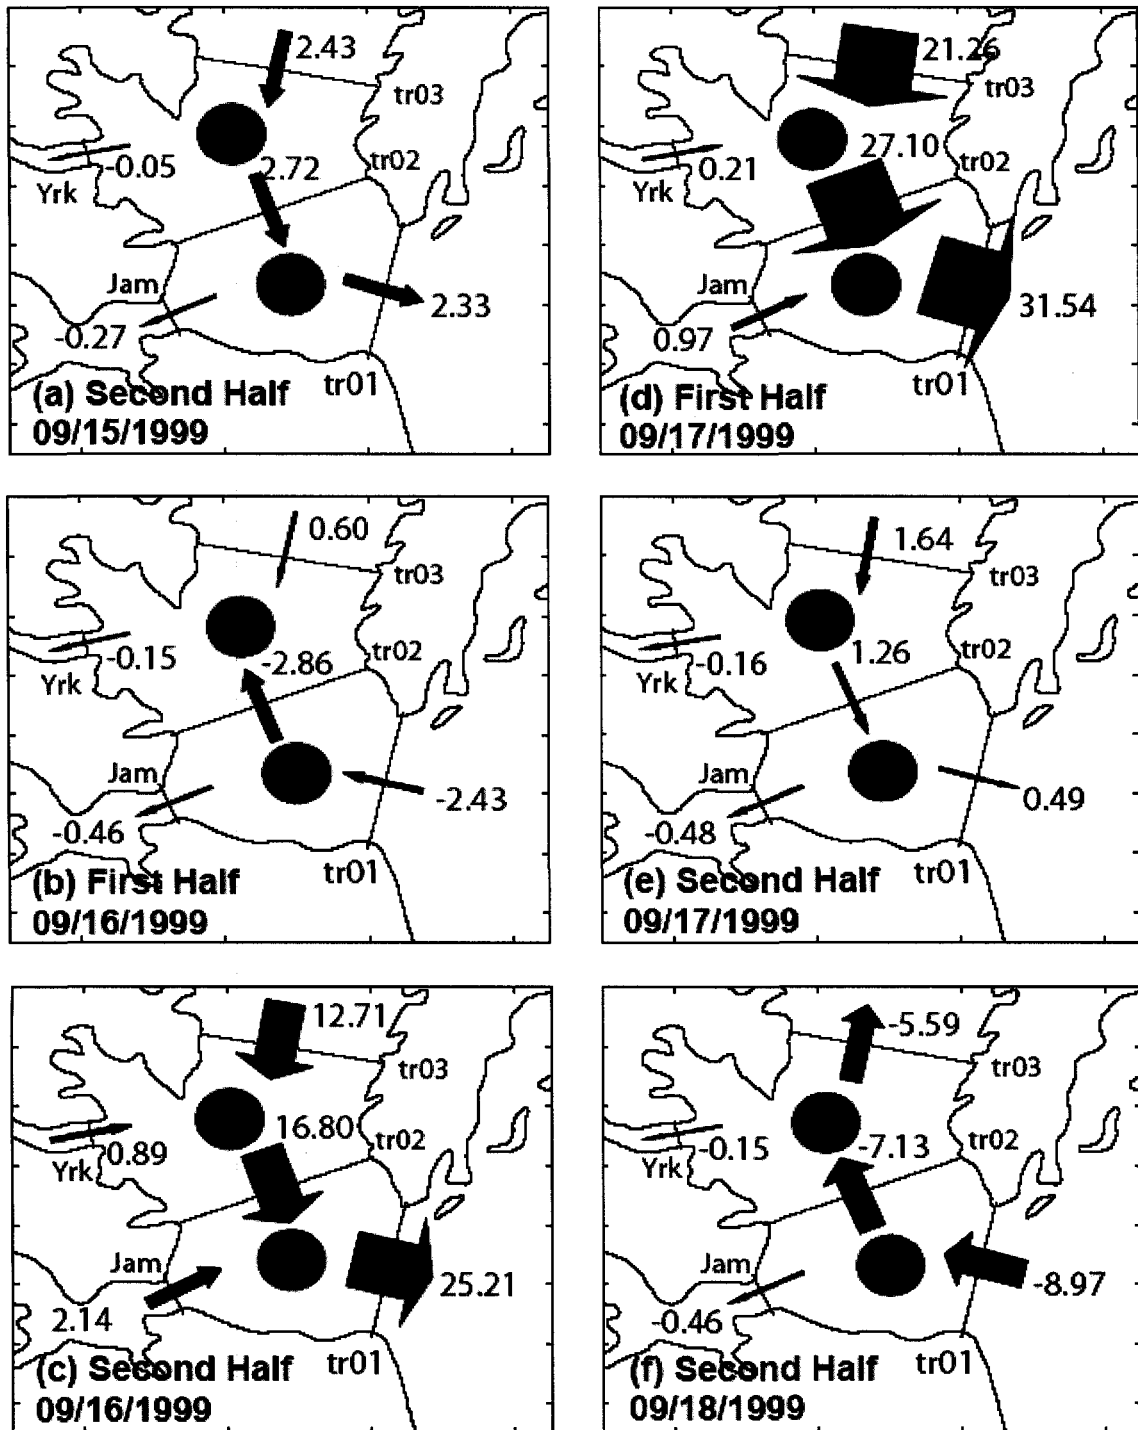 2.43
tr03
-0.05
2.72
tr02
Yrk
Jam
2.33
-0.27
tr01
(a) Second Half
09/15/1999
21.26
tr03
27.10
tr02
0.21
Yrk
Jam
31.54
0.97
tr01
(d) First Half
09/17/1999
0.60
tr03
-0.15
-2.86
tr02
Yrk
Jam
-2.43
-0.46
tr01
(b) First Half
09/16/1999
1.64
tr03
-0.16
1.26
tr02
Yrk
Jam
0.49
-0.48
tr01
(e) Second Half
09/17/1999
12.71
tr03
16.80
tr02
0.89
Yrk
Jam
25.21
2.14
tr01
(c) Second Half
09/16/1999
-5.59
tr03
-0.15
-7.13
tr02
Yrk
Jam
-8.97
-0.46
tr01
(f) Second Half
09/18/1999